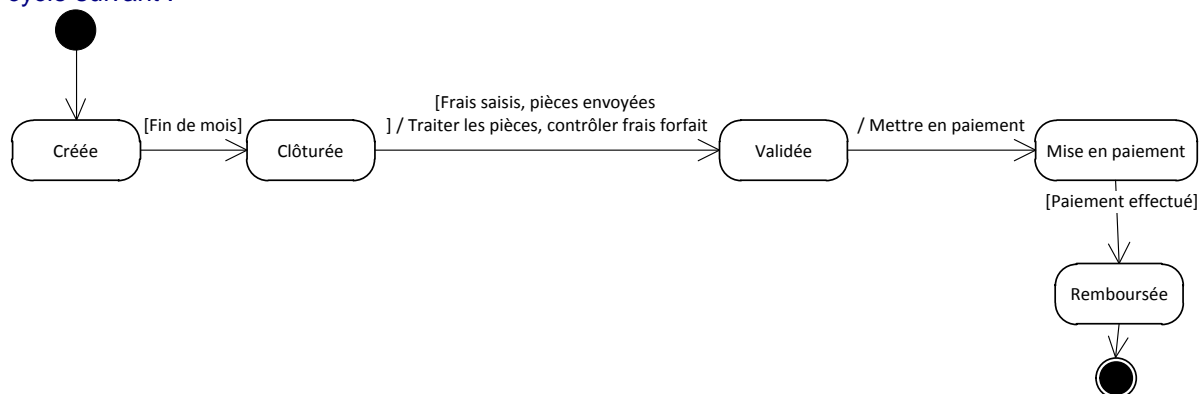 cycle suivant :
[Frais saisis, pièces envoyées
[Fin de mois]
] / Traiter les pièces, contrôler frais forfait
/ Mettre en paiement
Créée
Clôturée
Validée
Mise en paiement
[Paiement effectué]
Remboursée